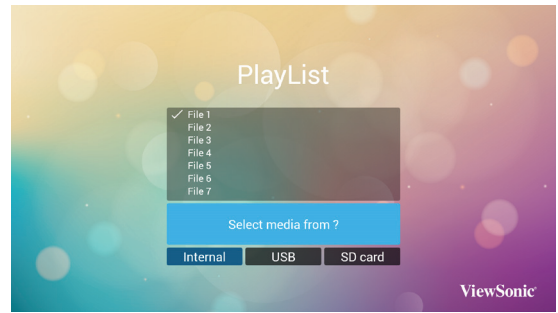 PlayList
File 1
File 2
File 3
File 4
File 5
File 6
File 7
Select media from ?
Internal USB SD card
ViewSonic